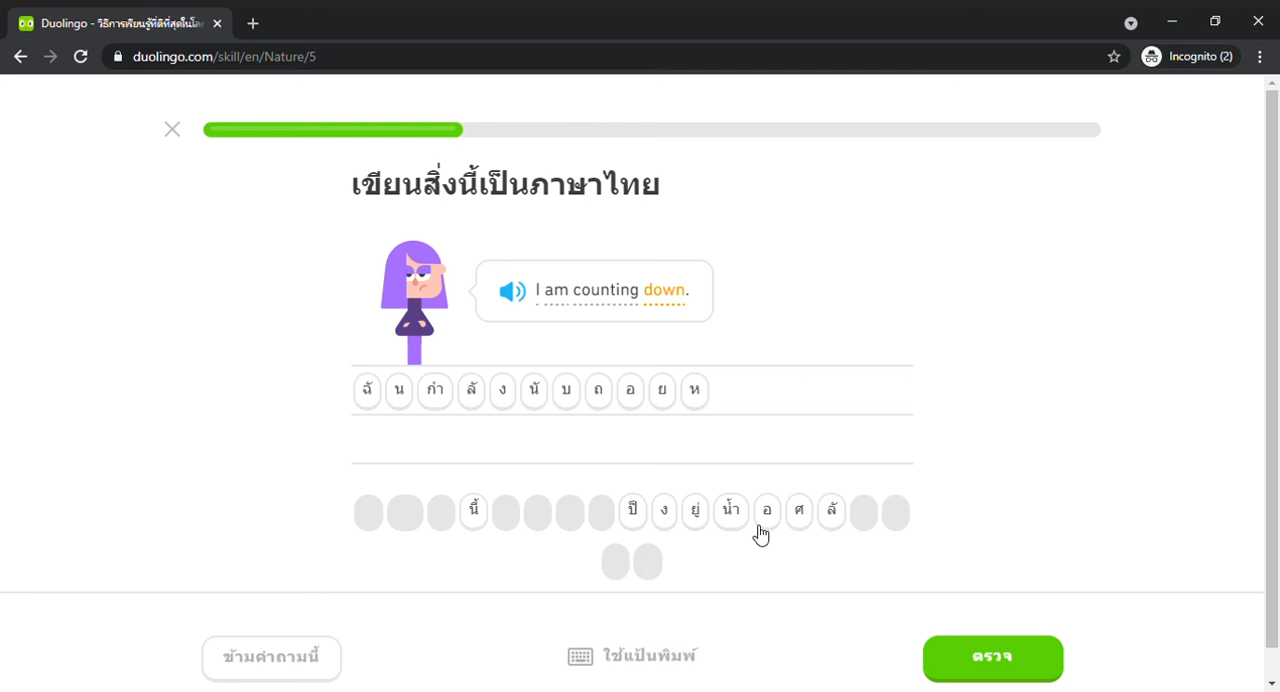 Duolingo - วิธีการเรียนรู้ที่ดีที่สุดในโล
duolingo.com/skill/en/Nature/5
Incognito (2)
เขียนสิ่งนี้เป็นภาษาไทย
I am counting down.
ฉั น กำ ลั ง นั บ ถ อ ย ห
นี้ ปี ง ยู่ น้ำ อ ศ ลั
ข้ามคำถามนี้
ใช้แป้นพิมพ์
ตรวจ